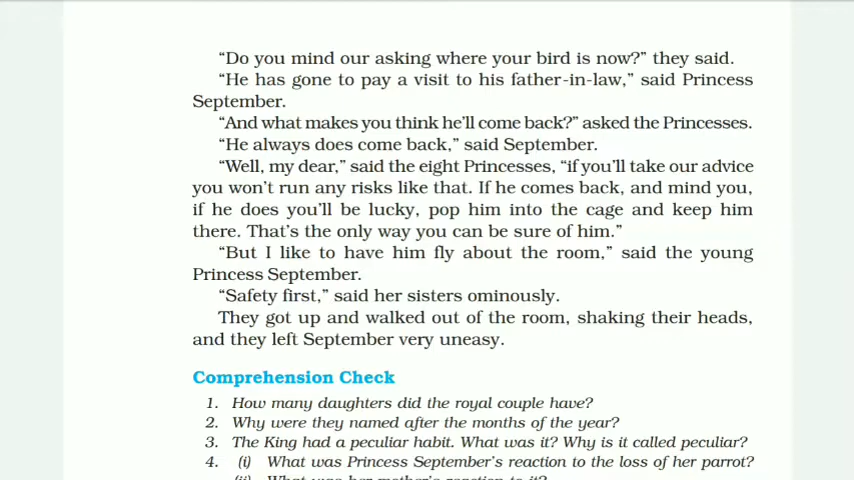 “Do you mind our asking where your bird is now?” they said.
“He has gone to pay a visit to his father-in-law,” said Princess
September.
“And what makes you think he’ll come back?” asked the Princesses.
“He always does come back,” said September.
“Well, my dear,” said the eight Princesses, “if you’ll take our advice
you won’t run any risks like that. If he comes back, and mind you,
if he does you’ll be lucky, pop him into the cage and keep him
there. That’s the only way you can be sure of him.”
“But I like to have him fly about the room,” said the young
Princess September.
“Safety first,” said her sisters ominously.
They got up and walked out of the room, shaking their heads,
and they left September very uneasy.
Comprehension Check
1. How many daughters did the royal couple have?
2. Why were they named after the months of the year?
3. The King had a peculiar habit. What was it? Why is it called peculiar?
4. (i) What was Princess September’s reaction to the loss of her parrot?
(ii) What was her mother’s reaction to it?